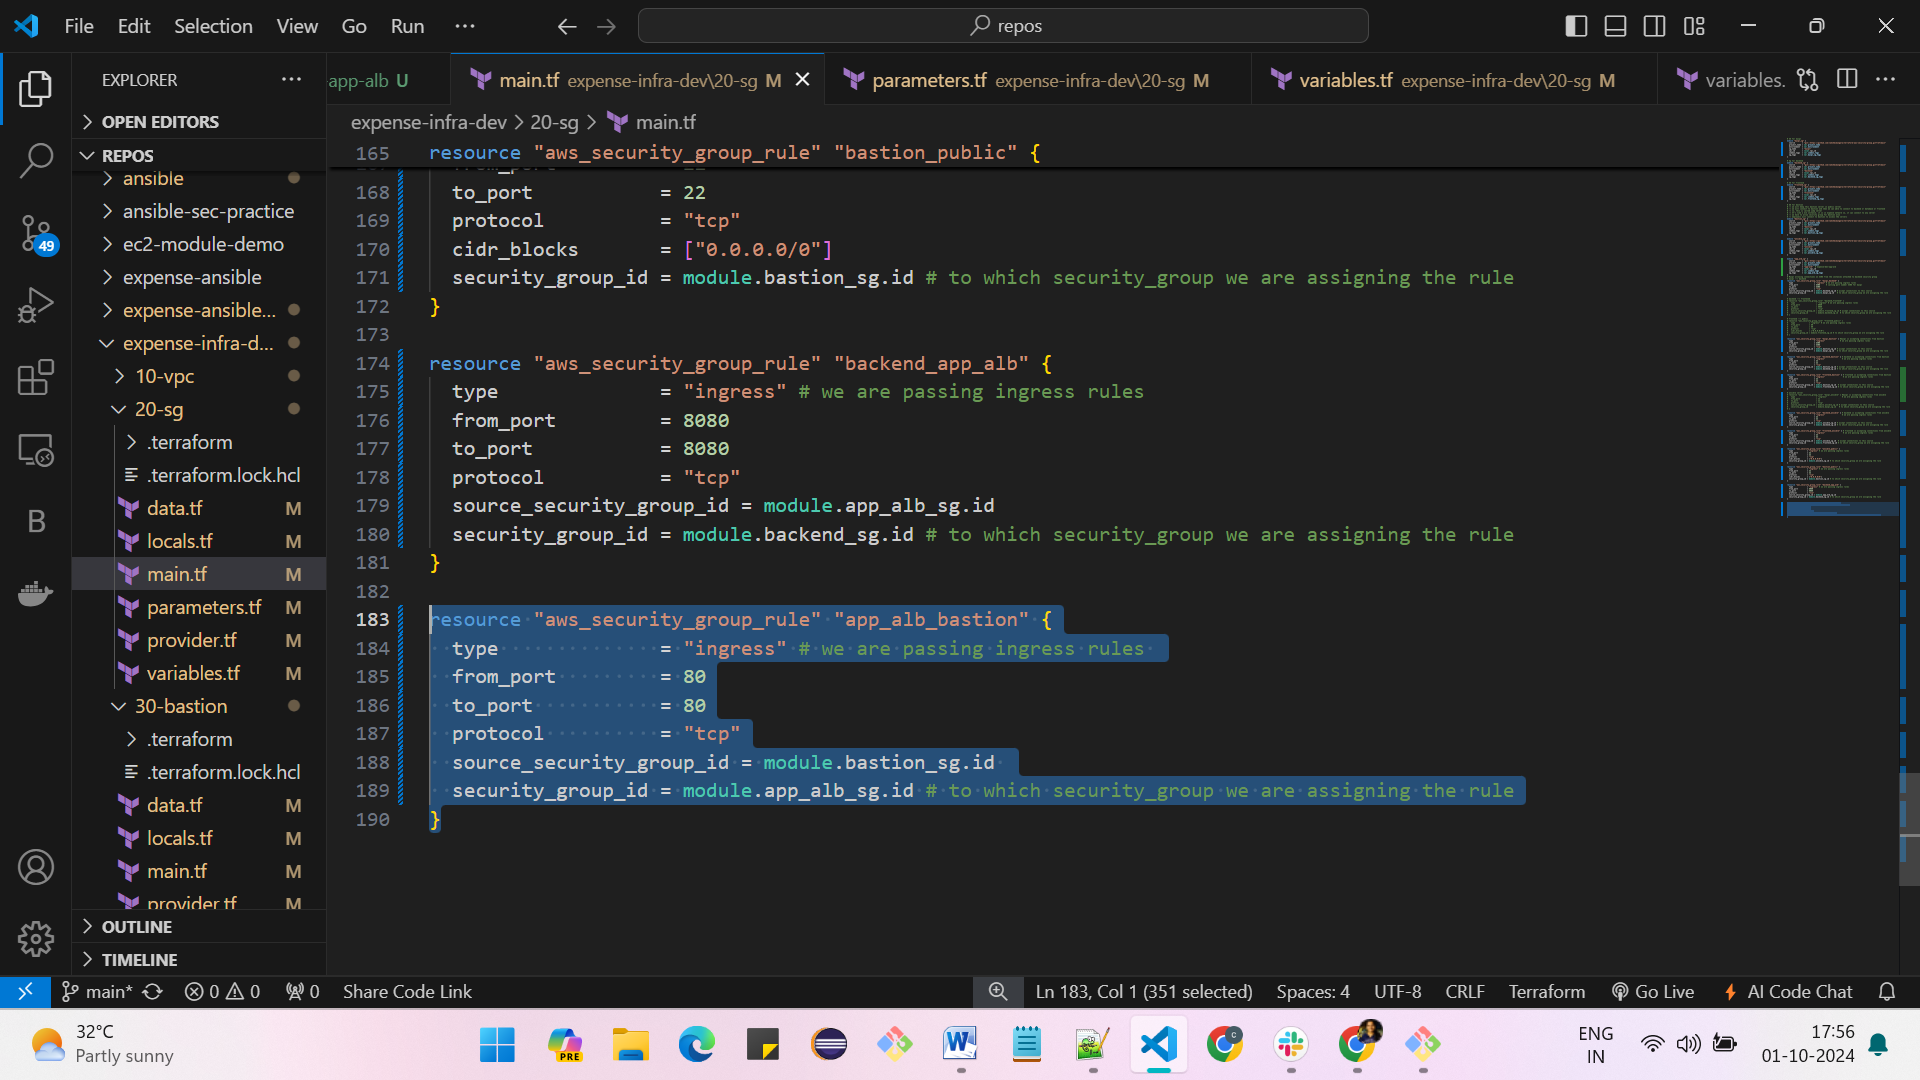 File Edit Selection View Go Run ··· repos
EXPLORER ···
app-alb U main.tf expense-infra-dev\20-sg M parameters.tf expense-infra-dev\20-sg M variables.tf expense-infra-dev\20-sg M variables.
OPEN EDITORS
REPOS
ansible
ansible-sec-practice
ec2-module-demo
expense-ansible
expense-ansible...
expense-infra-d...
10-vpc
20-sg
.terraform
.terraform.lock.hcl
data.tf M
locals.tf M
main.tf M
parameters.tf M
provider.tf M
variables.tf M
30-bastion
.terraform
.terraform.lock.hcl
data.tf M
locals.tf M
main.tf M
provider.tf M
OUTLINE
TIMELINE
49
B
expense-infra-dev > 20-sg > main.tf
165 resource "aws_security_group_rule" "bastion_public" {
168 to_port = 22
169 protocol = "tcp"
170 cidr_blocks = ["0.0.0.0/0"]
171 security_group_id = module.bastion_sg.id # to which security_group we are assigning the rule
172 }
173
174 resource "aws_security_group_rule" "backend_app_alb" {
175 type = "ingress" # we are passing ingress rules
176 from_port = 8080
177 to_port = 8080
178 protocol = "tcp"
179 source_security_group_id = module.app_alb_sg.id
180 security_group_id = module.backend_sg.id # to which security_group we are assigning the rule
181 }
182
183 resource "aws_security_group_rule" "app_alb_bastion" {
184 type = "ingress" # we are passing ingress rules
185 from_port = 80
186 to_port = 80
187 protocol = "tcp"
188 source_security_group_id = module.bastion_sg.id
189 security_group_id = module.app_alb_sg.id # to which security_group we are assigning the rule
190 }
main* 0 0 0 Share Code Link Ln 183, Col 1 (351 selected) Spaces: 4 UTF-8 CRLF Terraform Go Live AI Code Chat
32°C
Partly sunny
PRE
ENG
IN
17:56
01-10-2024